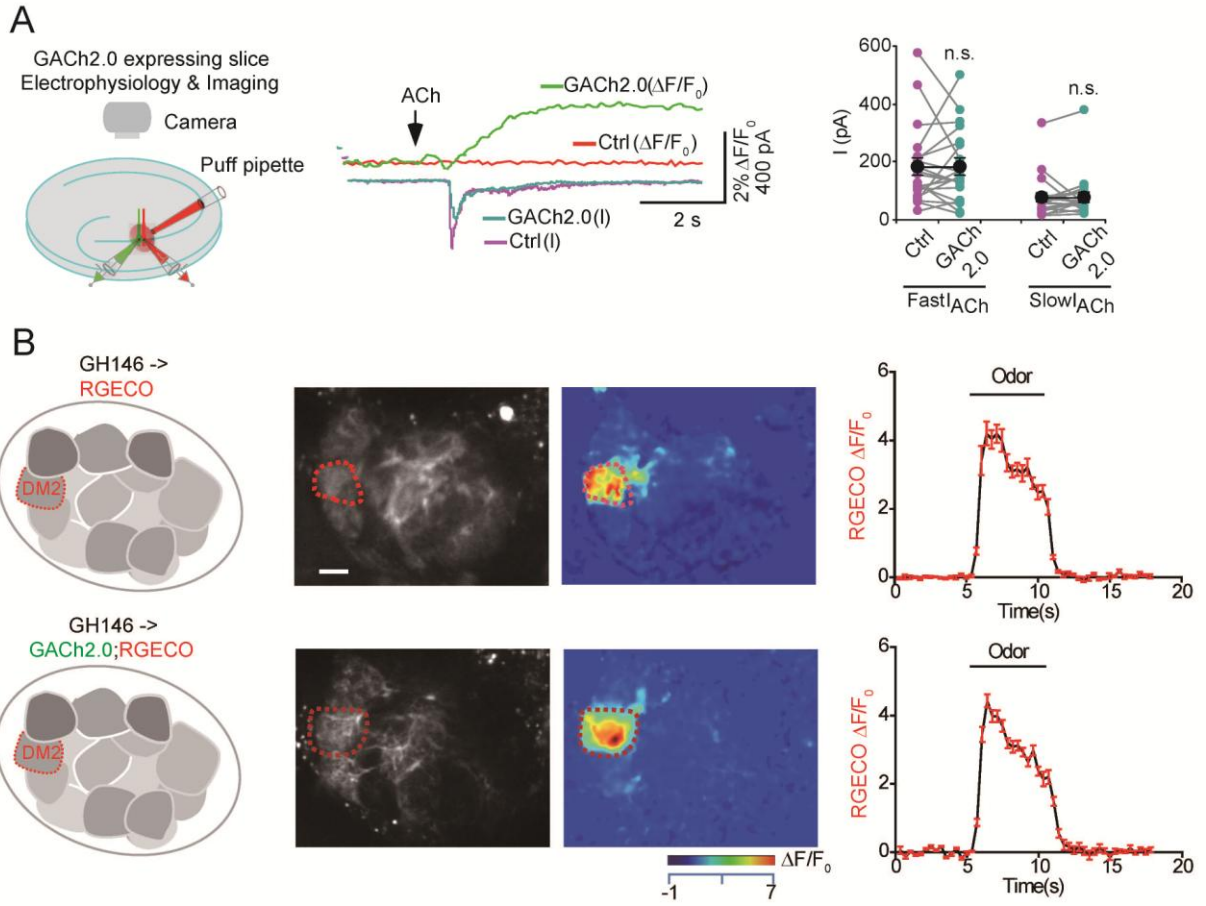 A
GACh2.0 expressing slice
Electrophysiology & Imaging
Camera
Puff pipette
ACh
GACh2.0(ΔF/F₀)
Ctrl (ΔF/F₀)
GACh2.0(I)
Ctrl(I)
2% ΔF/F₀
400 pA
2 s
I (pA)
600
400
200
0
n.s.
n.s.
Ctrl
GACh
2.0
Ctrl
GACh
2.0
FastI_ACh
SlowI_ACh
B
GH146 ->
RGECO
DM2
RGECO ΔF/F₀
6
4
2
0
Odor
0
5
10
15
20
Time(s)
GH146 ->
GACh2.0;RGECO
DM2
ΔF/F₀
-1
7
RGECO ΔF/F₀
6
4
2
0
Odor
0
5
10
15
20
Time(s)